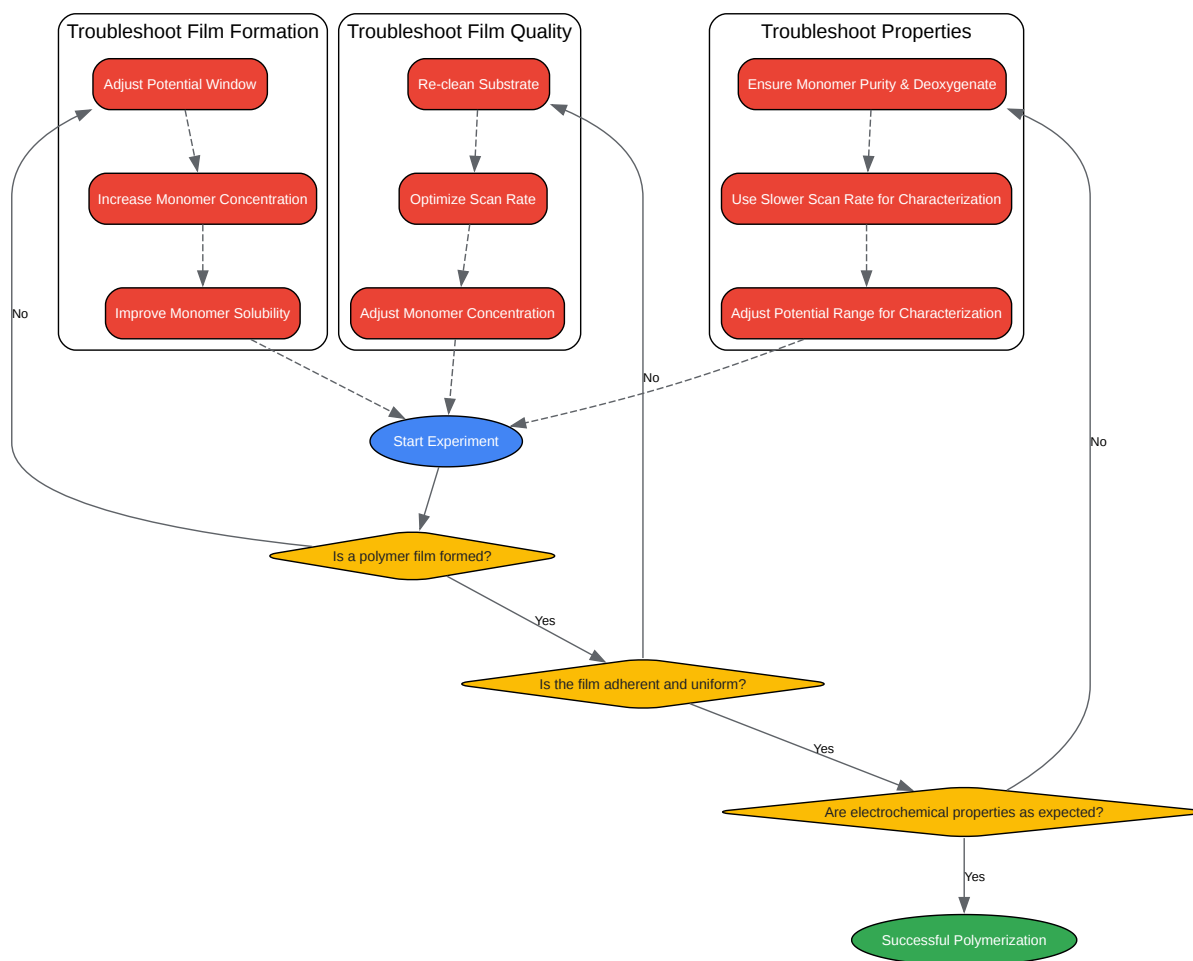 Troubleshoot Film Formation
Troubleshoot Film Quality
Troubleshoot Properties
Adjust Potential Window
Re-clean Substrate
Ensure Monomer Purity & Deoxygenate
Increase Monomer Concentration
Optimize Scan Rate
Use Slower Scan Rate for Characterization
Improve Monomer Solubility
Adjust Monomer Concentration
Adjust Potential Range for Characterization
No
No
Start Experiment
No
Is a polymer film formed?
Yes
Is the film adherent and uniform?
Yes
Are electrochemical properties as expected?
Yes
Successful Polymerization